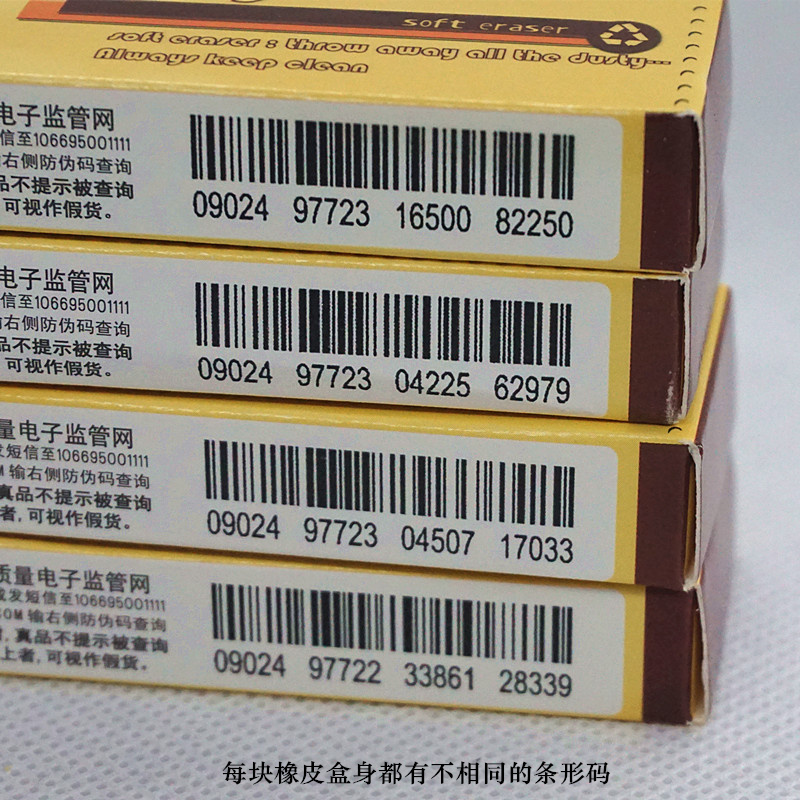 soft eraser
soft eraser : throw away all the dusty...
Always keep clean
电子监管网
信至106695001111
右侧防伪码查询
品不提示被查询
可视作假货。
09024 97723 16500 82250
电子监管网
信至106695001111
右侧防伪码查询
品不提示被查询
可视作假货。
09024 97723 04225 62979
量电子监管网
发短信至106695001111
M 输右侧防伪码查询
真品不提示被查询
者,可视作假货。
09024 97723 04507 17033
质量电子监管网
或发短信至106695001111
COM 输右侧防伪码查询
真品不提示被查询
上者,可视作假货。
09024 97722 33861 28339
每块橡皮盒身都有不相同的条形码